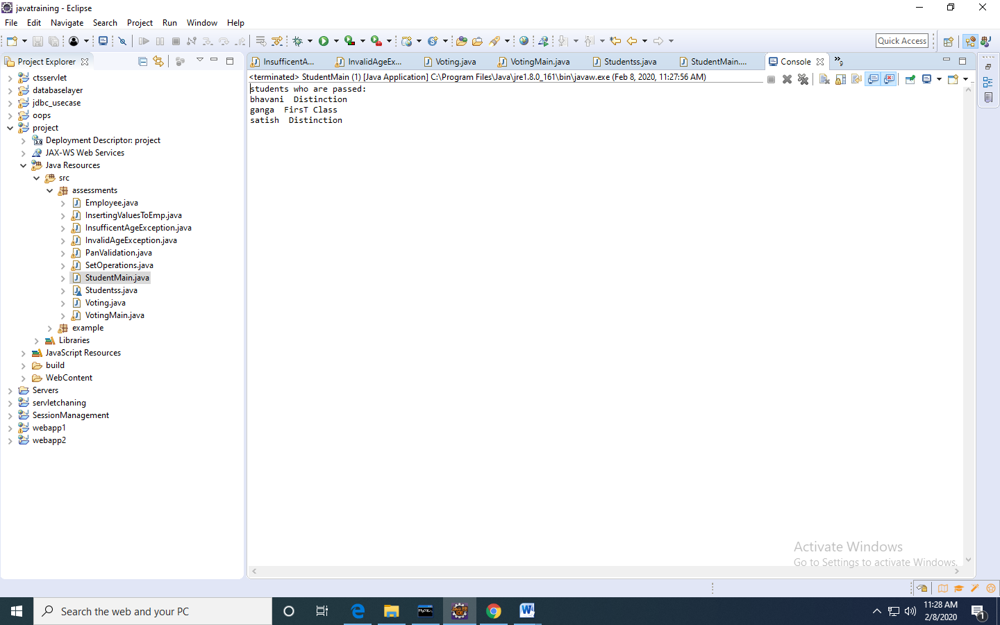 javatraining - Eclipse
File Edit Navigate Search Project Run Window Help
Quick Access
Project Explorer
InsufficentA...
InvalidAgeEx...
Voting.java
VotingMain.java
Studentss.java
StudentMain....
Console
»9
<terminated> StudentMain (1) [Java Application] C:\Program Files\Java\jre1.8.0_161\bin\javaw.exe (Feb 8, 2020, 11:27:56 AM)
students who are passed:
bhavani  Distinction
ganga  FirsT Class
satish  Distinction
ctsservlet
databaselayer
jdbc_usecase
oops
project
Deployment Descriptor: project
JAX-WS Web Services
Java Resources
src
assessments
Employee.java
InsertingValuesToEmp.java
InsufficentAgeException.java
InvalidAgeException.java
PanValidation.java
SetOperations.java
StudentMain.java
Studentss.java
Voting.java
VotingMain.java
example
Libraries
JavaScript Resources
build
WebContent
Servers
servletchaning
SessionManagement
webapp1
webapp2
Activate Windows
Go to Settings to activate Windows.
Search the web and your PC
11:28 AM
2/8/2020
1